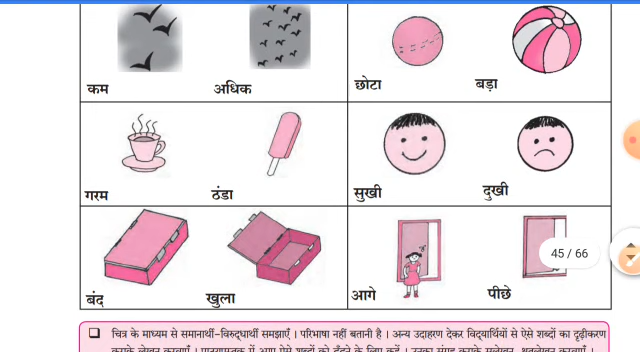 कम अधिक छोटा बड़ा
गरम ठंडा सुखी दुखी
बंद खुला आगे पीछे
45 / 66
❑ चित्र के माध्यम से समानार्थी-विरुद्धार्थी समझाएँ । परिभाषा नहीं बतानी है । अन्य उदाहरण देकर विद्यार्थियों से ऐसे शब्दों का दृढ़ीकरण